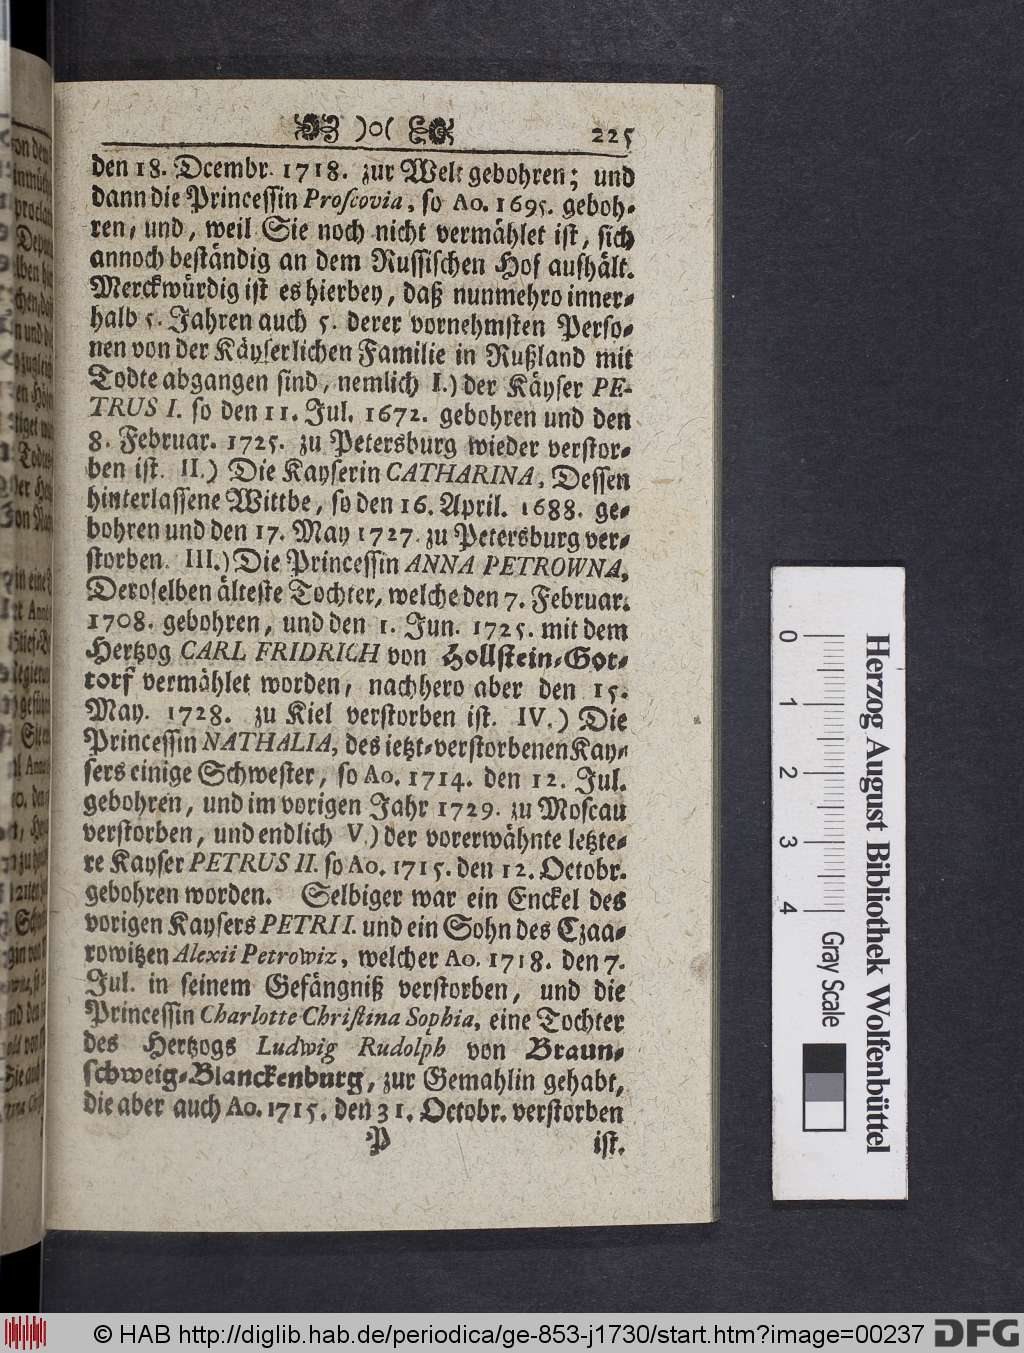 )o( 225
den 18. Dcembr. 1718. zur Welt gebohren; und
dann die Princeſſin Proſcovia, ſo Ao. 1695. geboh⸗
ren, und, weil Sie noch nicht vermählet iſt, ſich
annoch beſtändig an dem Ruſſiſchen Hof aufhält.
Merckwürdig iſt es hierbey, daß nunmehro inner⸗
halb 5. Jahren auch 5. derer vornehmſten Perſo⸗
nen von der Käyſerlichen Familie in Rußland mit
Todte abgangen ſind, nemlich I.) der Käyſer PE-
TRUS I. ſo den 11. Jul. 1672. gebohren und den
8. Februar. 1725. zu Petersburg wieder verſtor⸗
ben iſt. II.) Die Kayſerin CATHARINA, Deſſen
hinterlaſſene Wittbe, ſo den 16. April. 1688. ge⸗
bohren und den 17. May 1727. zu Petersburg ver⸗
ſtorben. III.) Die Princeſſin ANNA PETROWNA,
Deroſelben älteſte Tochter, welche den 7. Februar.
1708. gebohren, und den 1. Jun. 1725. mit dem
Hertzog CARL FRIDRICH von Hollſtein⸗Got⸗
torf vermählet worden, nachhero aber den 15.
May. 1728. zu Kiel verſtorben iſt. IV.) Die
Princeſſin NATHALIA, des ietzt⸗verſtorbenen Kay⸗
ſers einige Schweſter, ſo Ao. 1714. den 12. Jul.
gebohren, und im vorigen Jahr 1729. zu Moſcau
verſtorben, und endlich V.) der vorerwähnte letzte⸗
re Kayſer PETRUS II. ſo Ao. 1715. den 12. Octobr.
gebohren worden. Selbiger war ein Enckel des
vorigen Kayſers PETRI I. und ein Sohn des Czaa⸗
rowitzen Alexii Petrowiz, welcher Ao. 1718. den 7.
Jul. in ſeinem Gefängniß verſtorben, und die
Princeſſin Charlotte Chriſtina Sophia, eine Tochter
des Hertzogs Ludwig Rudolph von Braun⸗
ſchweig⸗Blanckenburg, zur Gemahlin gehabt,
die aber auch Ao. 1715. den 31. Octobr. verſtorben
P iſt.
0 1 2 3 4 Gray Scale
Herzog August Bibliothek Wolfenbüttel
© HAB http://diglib.hab.de/periodica/ge-853-j1730/start.htm?image=00237 DFG